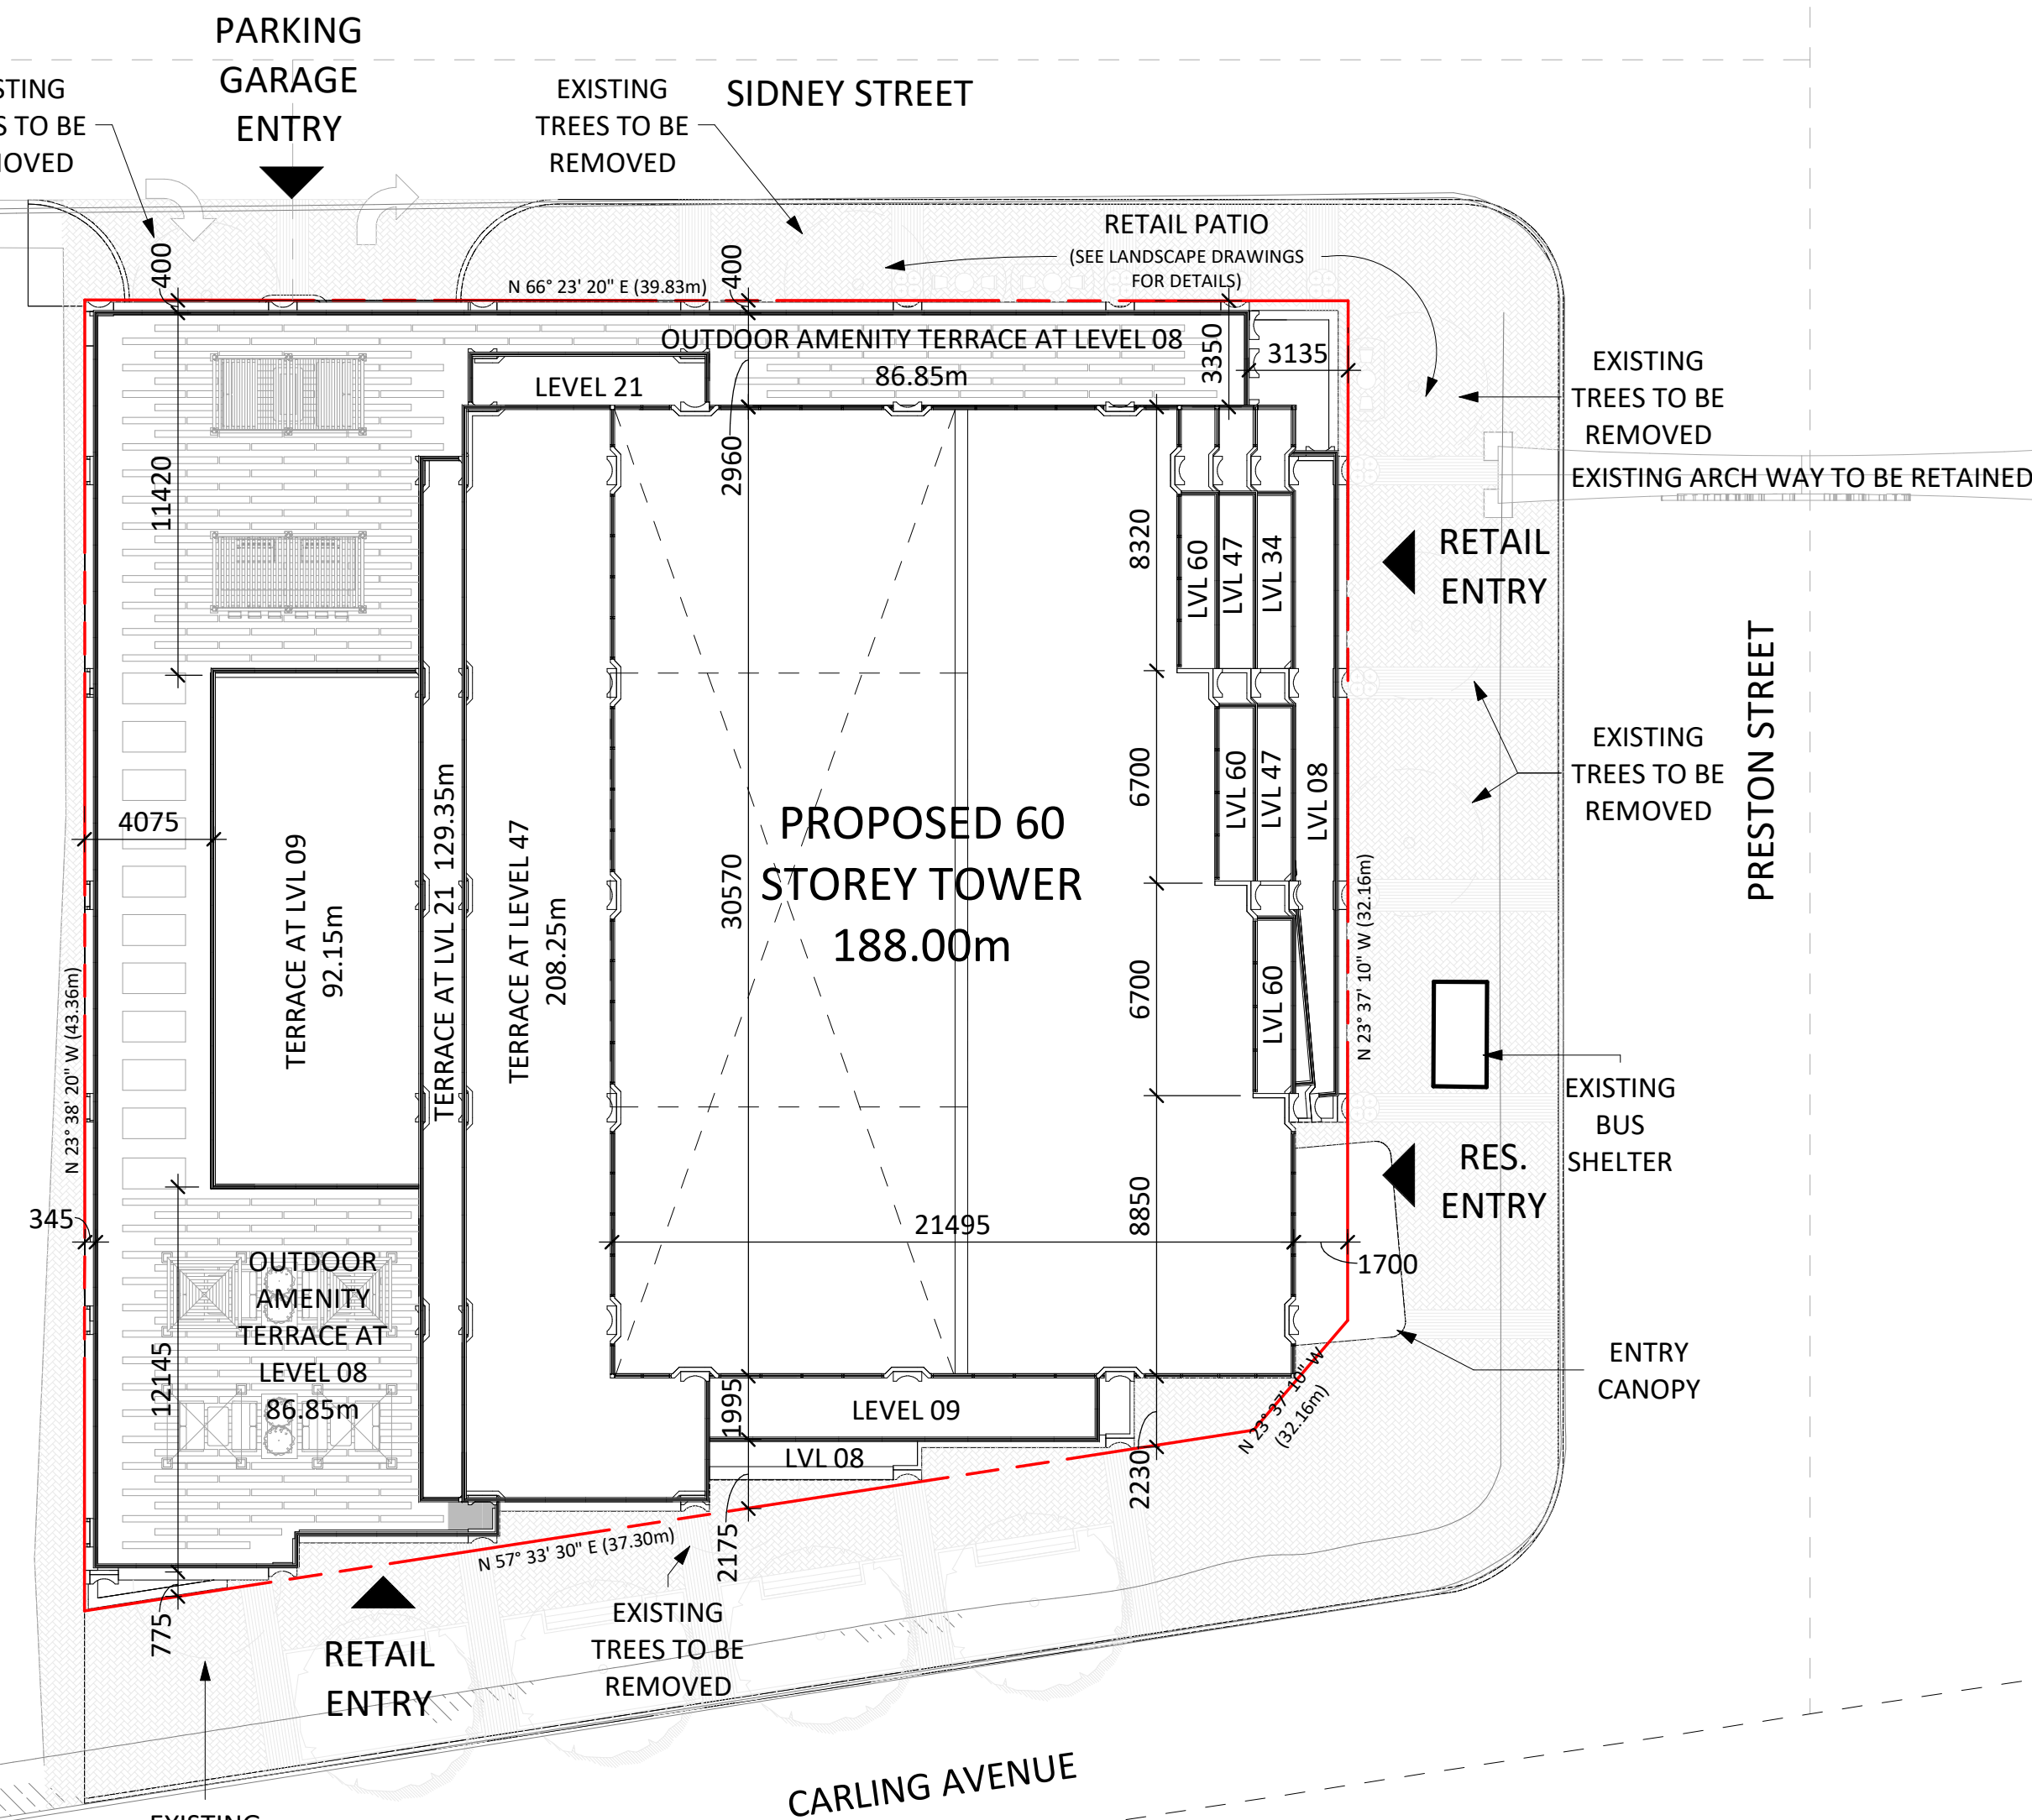 PARKING
GARAGE
ENTRY
TREES TO BE
EXISTING
TREES TO BE
REMOVED
SIDNEY STREET
RETAIL PATIO
(SEE LANDSCAPE DRAWINGS
FOR DETAILS)
400
N 66° 23' 20" E (39.83m)
400
OUTDOOR AMENITY TERRACE AT LEVEL 08
86.85m
3350
3135
LEVEL 21
EXISTING
TREES TO BE
REMOVED
EXISTING ARCH WAY TO BE RETAINED
11420
2960
8320
LVL 60
LVL 47
LVL 34
RETAIL
ENTRY
PRESTON STREET
EXISTING
TREES TO BE
REMOVED
4075
TERRACE AT LVL 09
92.15m
TERRACE AT LVL 21 129.35m
TERRACE AT LEVEL 47
208.25m
30570
PROPOSED 60
STOREY TOWER
188.00m
6700
LVL 60
LVL 47
LVL 08
6700
LVL 60
N 23° 37' 10" W (32.16m)
N 23° 38' 20" W (43.36m)
EXISTING
BUS
SHELTER
RES.
ENTRY
345
21495
8850
1700
OUTDOOR
AMENITY
TERRACE AT
LEVEL 08
86.85m
12145
ENTRY
CANOPY
1995
LEVEL 09
LVL 08
2230
N 23° 37' 10" W
(32.16m)
2175
N 57° 33' 30" E (37.30m)
775
RETAIL
ENTRY
EXISTING
TREES TO BE
REMOVED
CARLING AVENUE
EXISTING